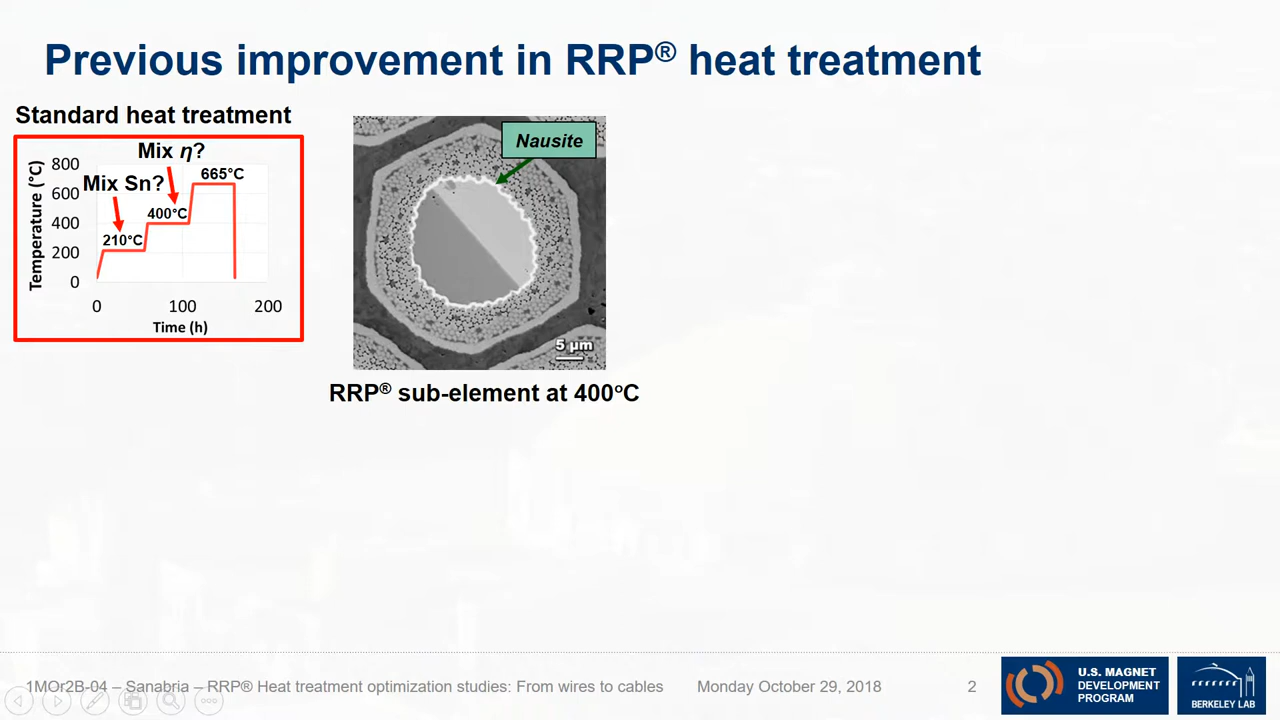 Previous improvement in RRP® heat treatment
Standard heat treatment
Mix η?
Mix Sn?
665°C
400°C
210°C
Temperature (°C)
800
600
400
200
0
0 100 200
Time (h)
Nausite
5 μm
RRP® sub-element at 400°C
1MOr2B-04 – Sanabria – RRP® Heat treatment optimization studies: From wires to cables Monday October 29, 2018 2
U.S. MAGNET
DEVELOPMENT
PROGRAM
BERKELEY LAB